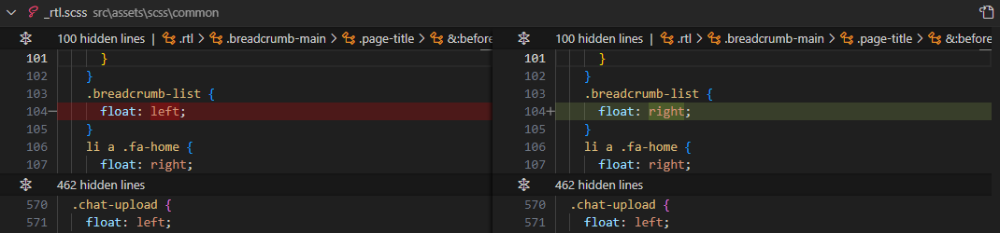 _rtl.scss src\assets\scss\common
100 hidden lines | .rtl > .breadcrumb-main > .page-title > &:before
101 }
102 }
103 .breadcrumb-list {
104 float: left;
105 }
106 li a .fa-home {
107 float: right;
462 hidden lines
570 .chat-upload {
571 float: left;
100 hidden lines | .rtl > .breadcrumb-main > .page-title > &:before
101 }
102 }
103 .breadcrumb-list {
104+ float: right;
105 }
106 li a .fa-home {
107 float: right;
462 hidden lines
570 .chat-upload {
571 float: left;